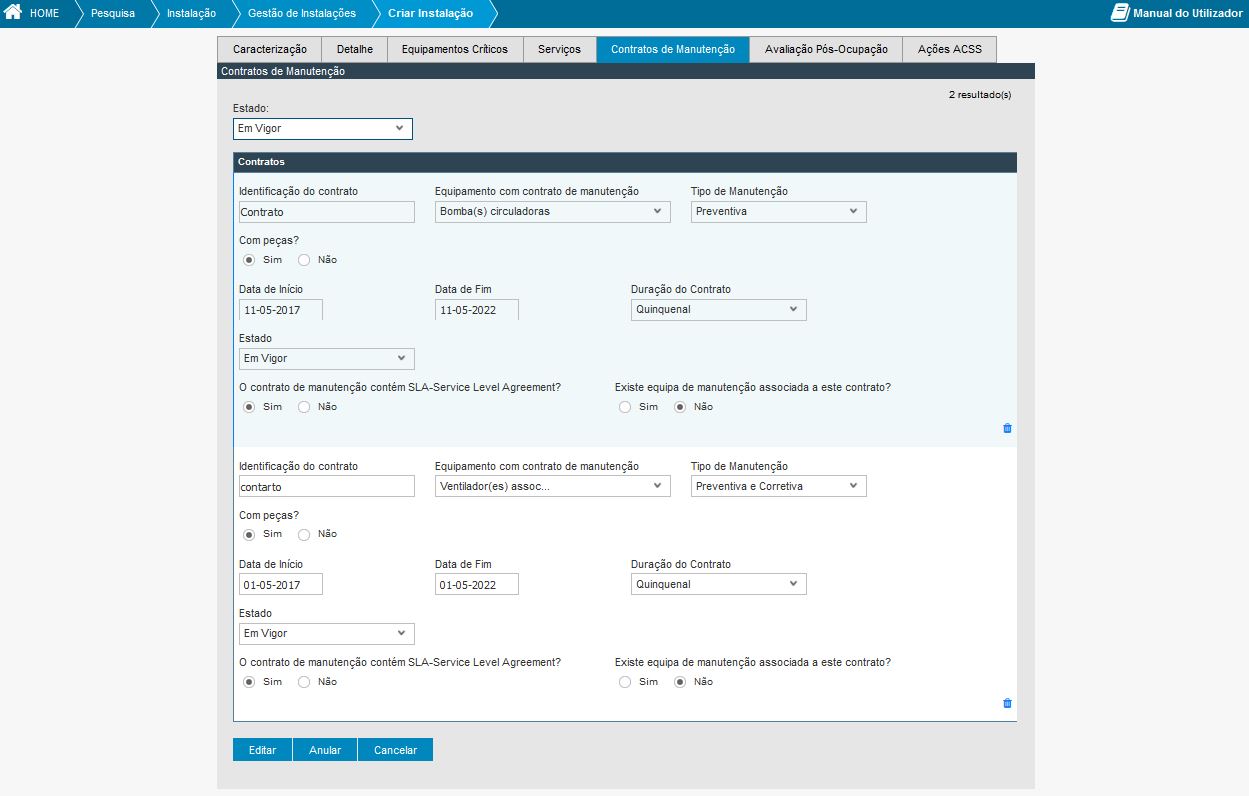 HOME Pesquisa Instalação Gestão de Instalações Criar Instalação Manual do Utilizador
Caracterização Detalhe Equipamentos Críticos Serviços Contratos de Manutenção Avaliação Pós-Ocupação Ações ACSS
Contratos de Manutenção
2 resultado(s)
Estado:
Em Vigor
Contratos
Identificação do contrato Equipamento com contrato de manutenção Tipo de Manutenção
Contrato Bomba(s) circuladoras Preventiva
Com peças?
Sim Não
Data de Início Data de Fim Duração do Contrato
11-05-2017 11-05-2022 Quinquenal
Estado
Em Vigor
O contrato de manutenção contém SLA-Service Level Agreement? Existe equipa de manutenção associada a este contrato?
Sim Não Sim Não
Identificação do contrato Equipamento com contrato de manutenção Tipo de Manutenção
contarto Ventilador(es) assoc... Preventiva e Corretiva
Com peças?
Sim Não
Data de Início Data de Fim Duração do Contrato
01-05-2017 01-05-2022 Quinquenal
Estado
Em Vigor
O contrato de manutenção contém SLA-Service Level Agreement? Existe equipa de manutenção associada a este contrato?
Sim Não Sim Não
Editar Anular Cancelar